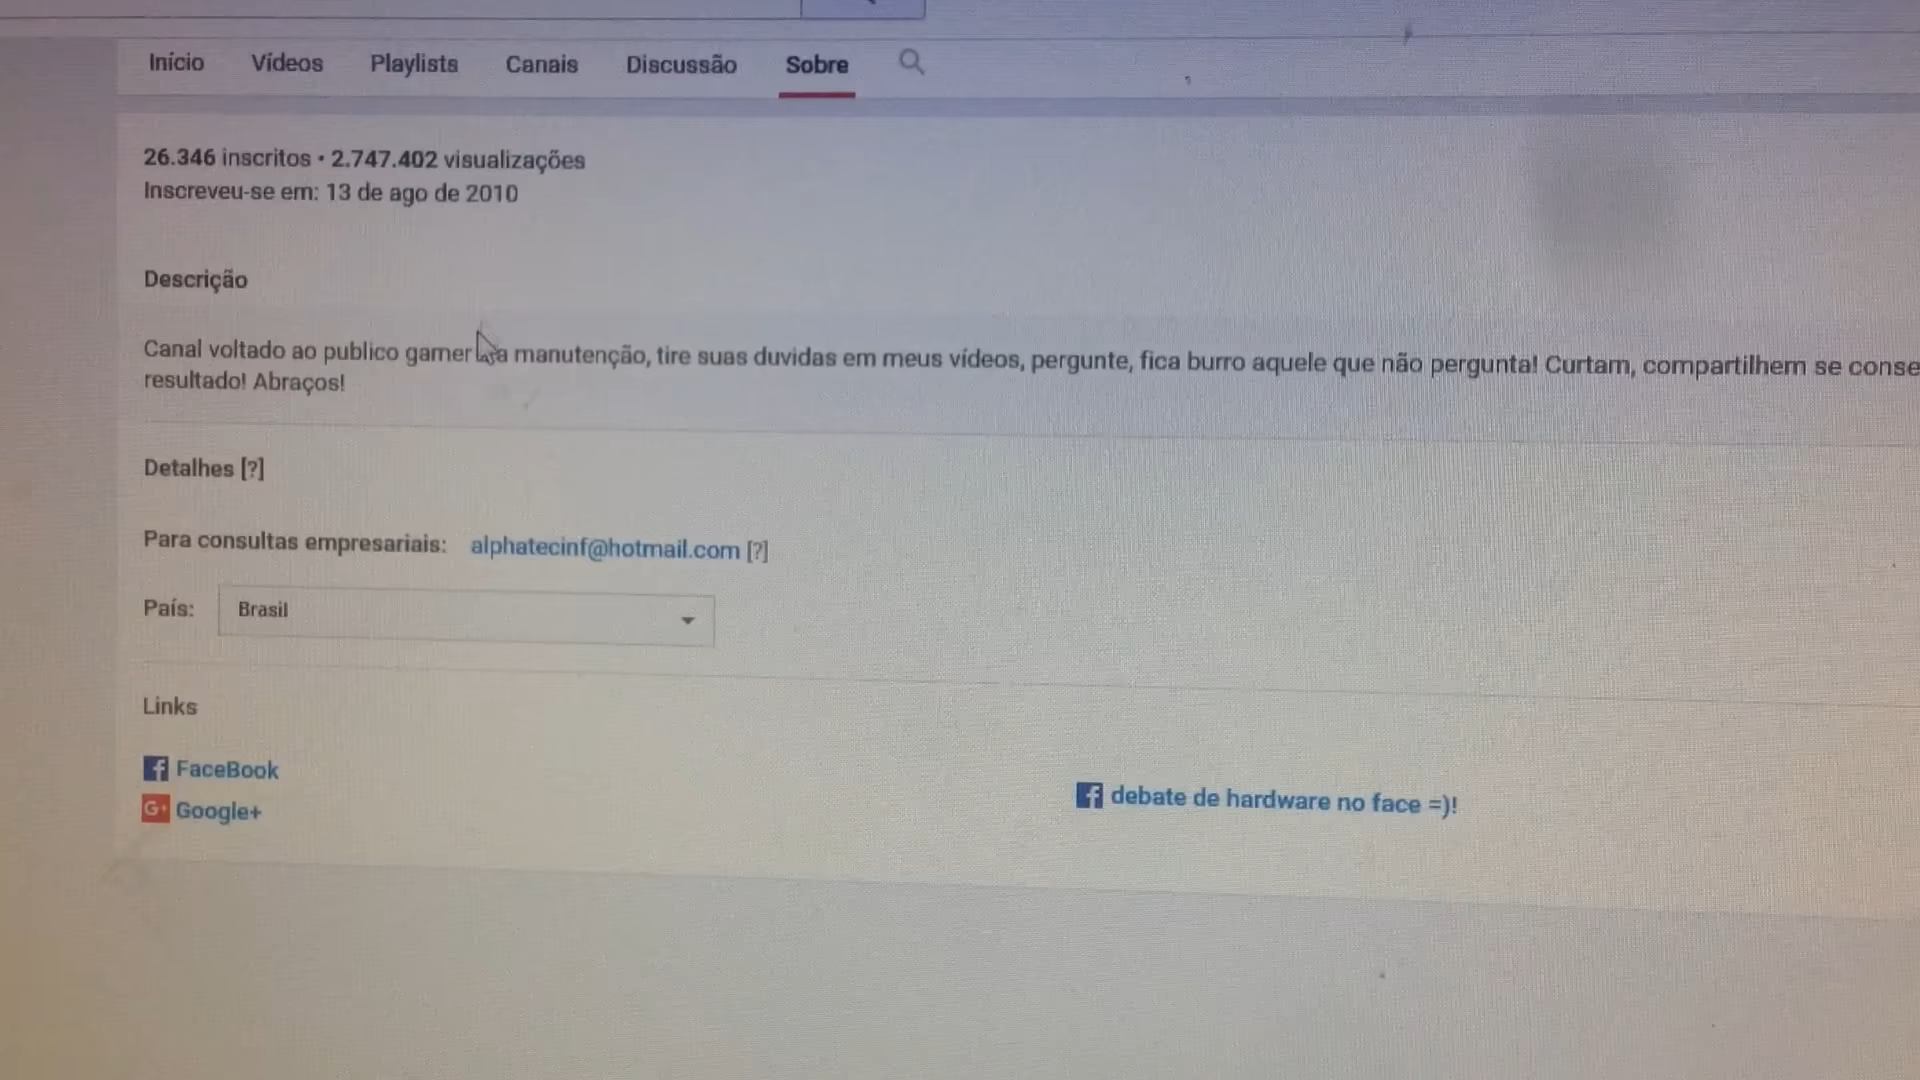 Início Vídeos Playlists Canais Discussão Sobre
26.346 inscritos • 2.747.402 visualizações
Inscreveu-se em: 13 de ago de 2010
Descrição
Canal voltado ao publico gamer manutenção, tire suas duvidas em meus vídeos, pergunte, fica burro aquele que não pergunta! Curtam, compartilhem se
resultado! Abraços!
Detalhes [?]
Para consultas empresariais: alphatecinf@hotmail.com [?]
País: Brasil
Links
FaceBook
debate de hardware no face =)!
Google+